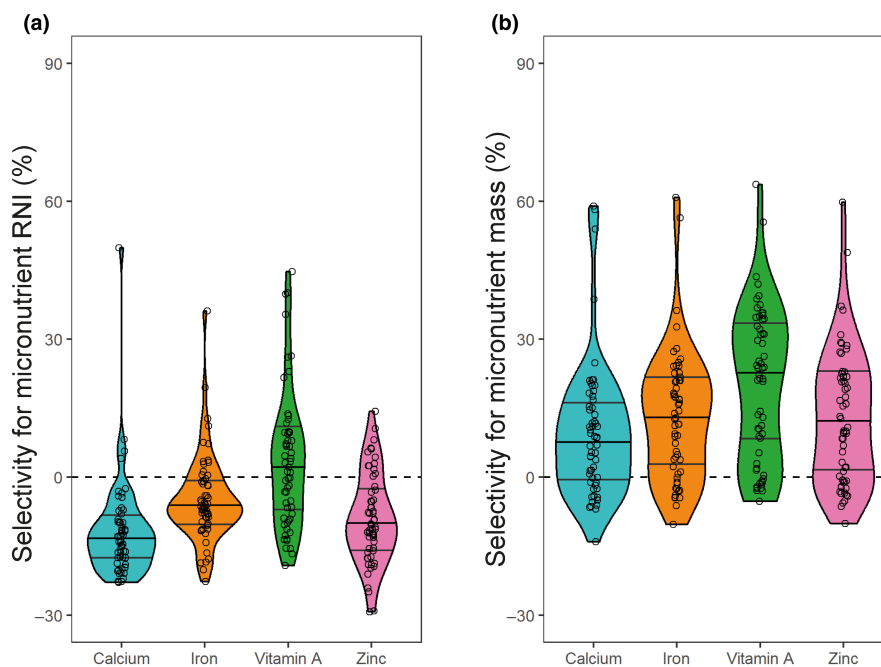 (a)
Selectivity for micronutrient RNI (%)
90
60
30
0
−30
Calcium Iron Vitamin A Zinc
(b)
Selectivity for micronutrient mass (%)
90
60
30
0
−30
Calcium Iron Vitamin A Zinc